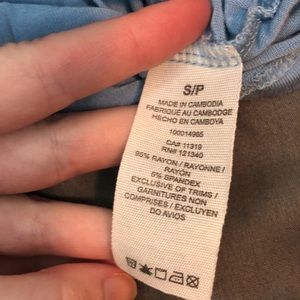 S/P
MADE IN CAMBODIA
FABRIQUÉ AU CAMBODGE
HECHO EN CAMBOYA
100014985
CA# 11319
RN# 121340
95% RAYON / RAYONNE /
RAYÓN
5% SPANDEX
EXCLUSIVE OF TRIMS /
GARNITURES NON
COMPRISES / EXCLUYEN
DO AVIOS